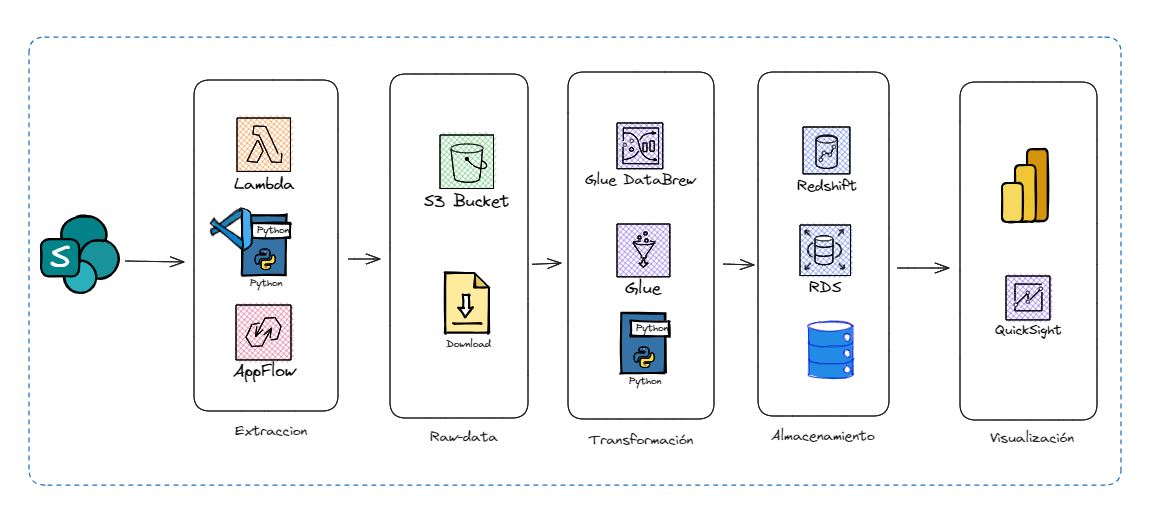 S
Lambda
Python
Python
AppFlow
Extraccion
S3 Bucket
Download
Raw-data
Glue DataBrew
Glue
Python
Python
Transformación
Redshift
RDS
Almacenamiento
QuickSight
Visualización